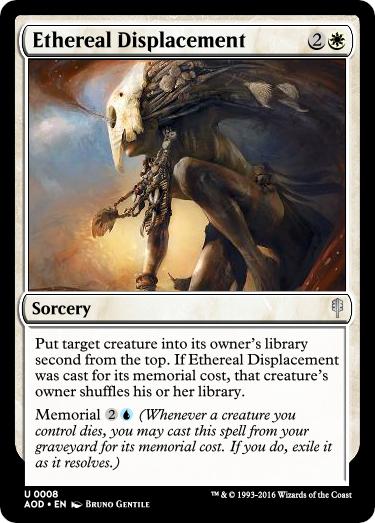 Ethereal Displacement 2
Sorcery
Put target creature into its owner's library
second from the top. If Ethereal Displacement
was cast for its memorial cost, that creature's
owner shuffles his or her library.
Memorial 2 (Whenever a creature you
control dies, you may cast this spell from your
graveyard for its memorial cost. If you do, exile it
as it resolves.)
U 0008
AOD • EN Bruno Gentile
™ & © 1993-2016 Wizards of the Coast